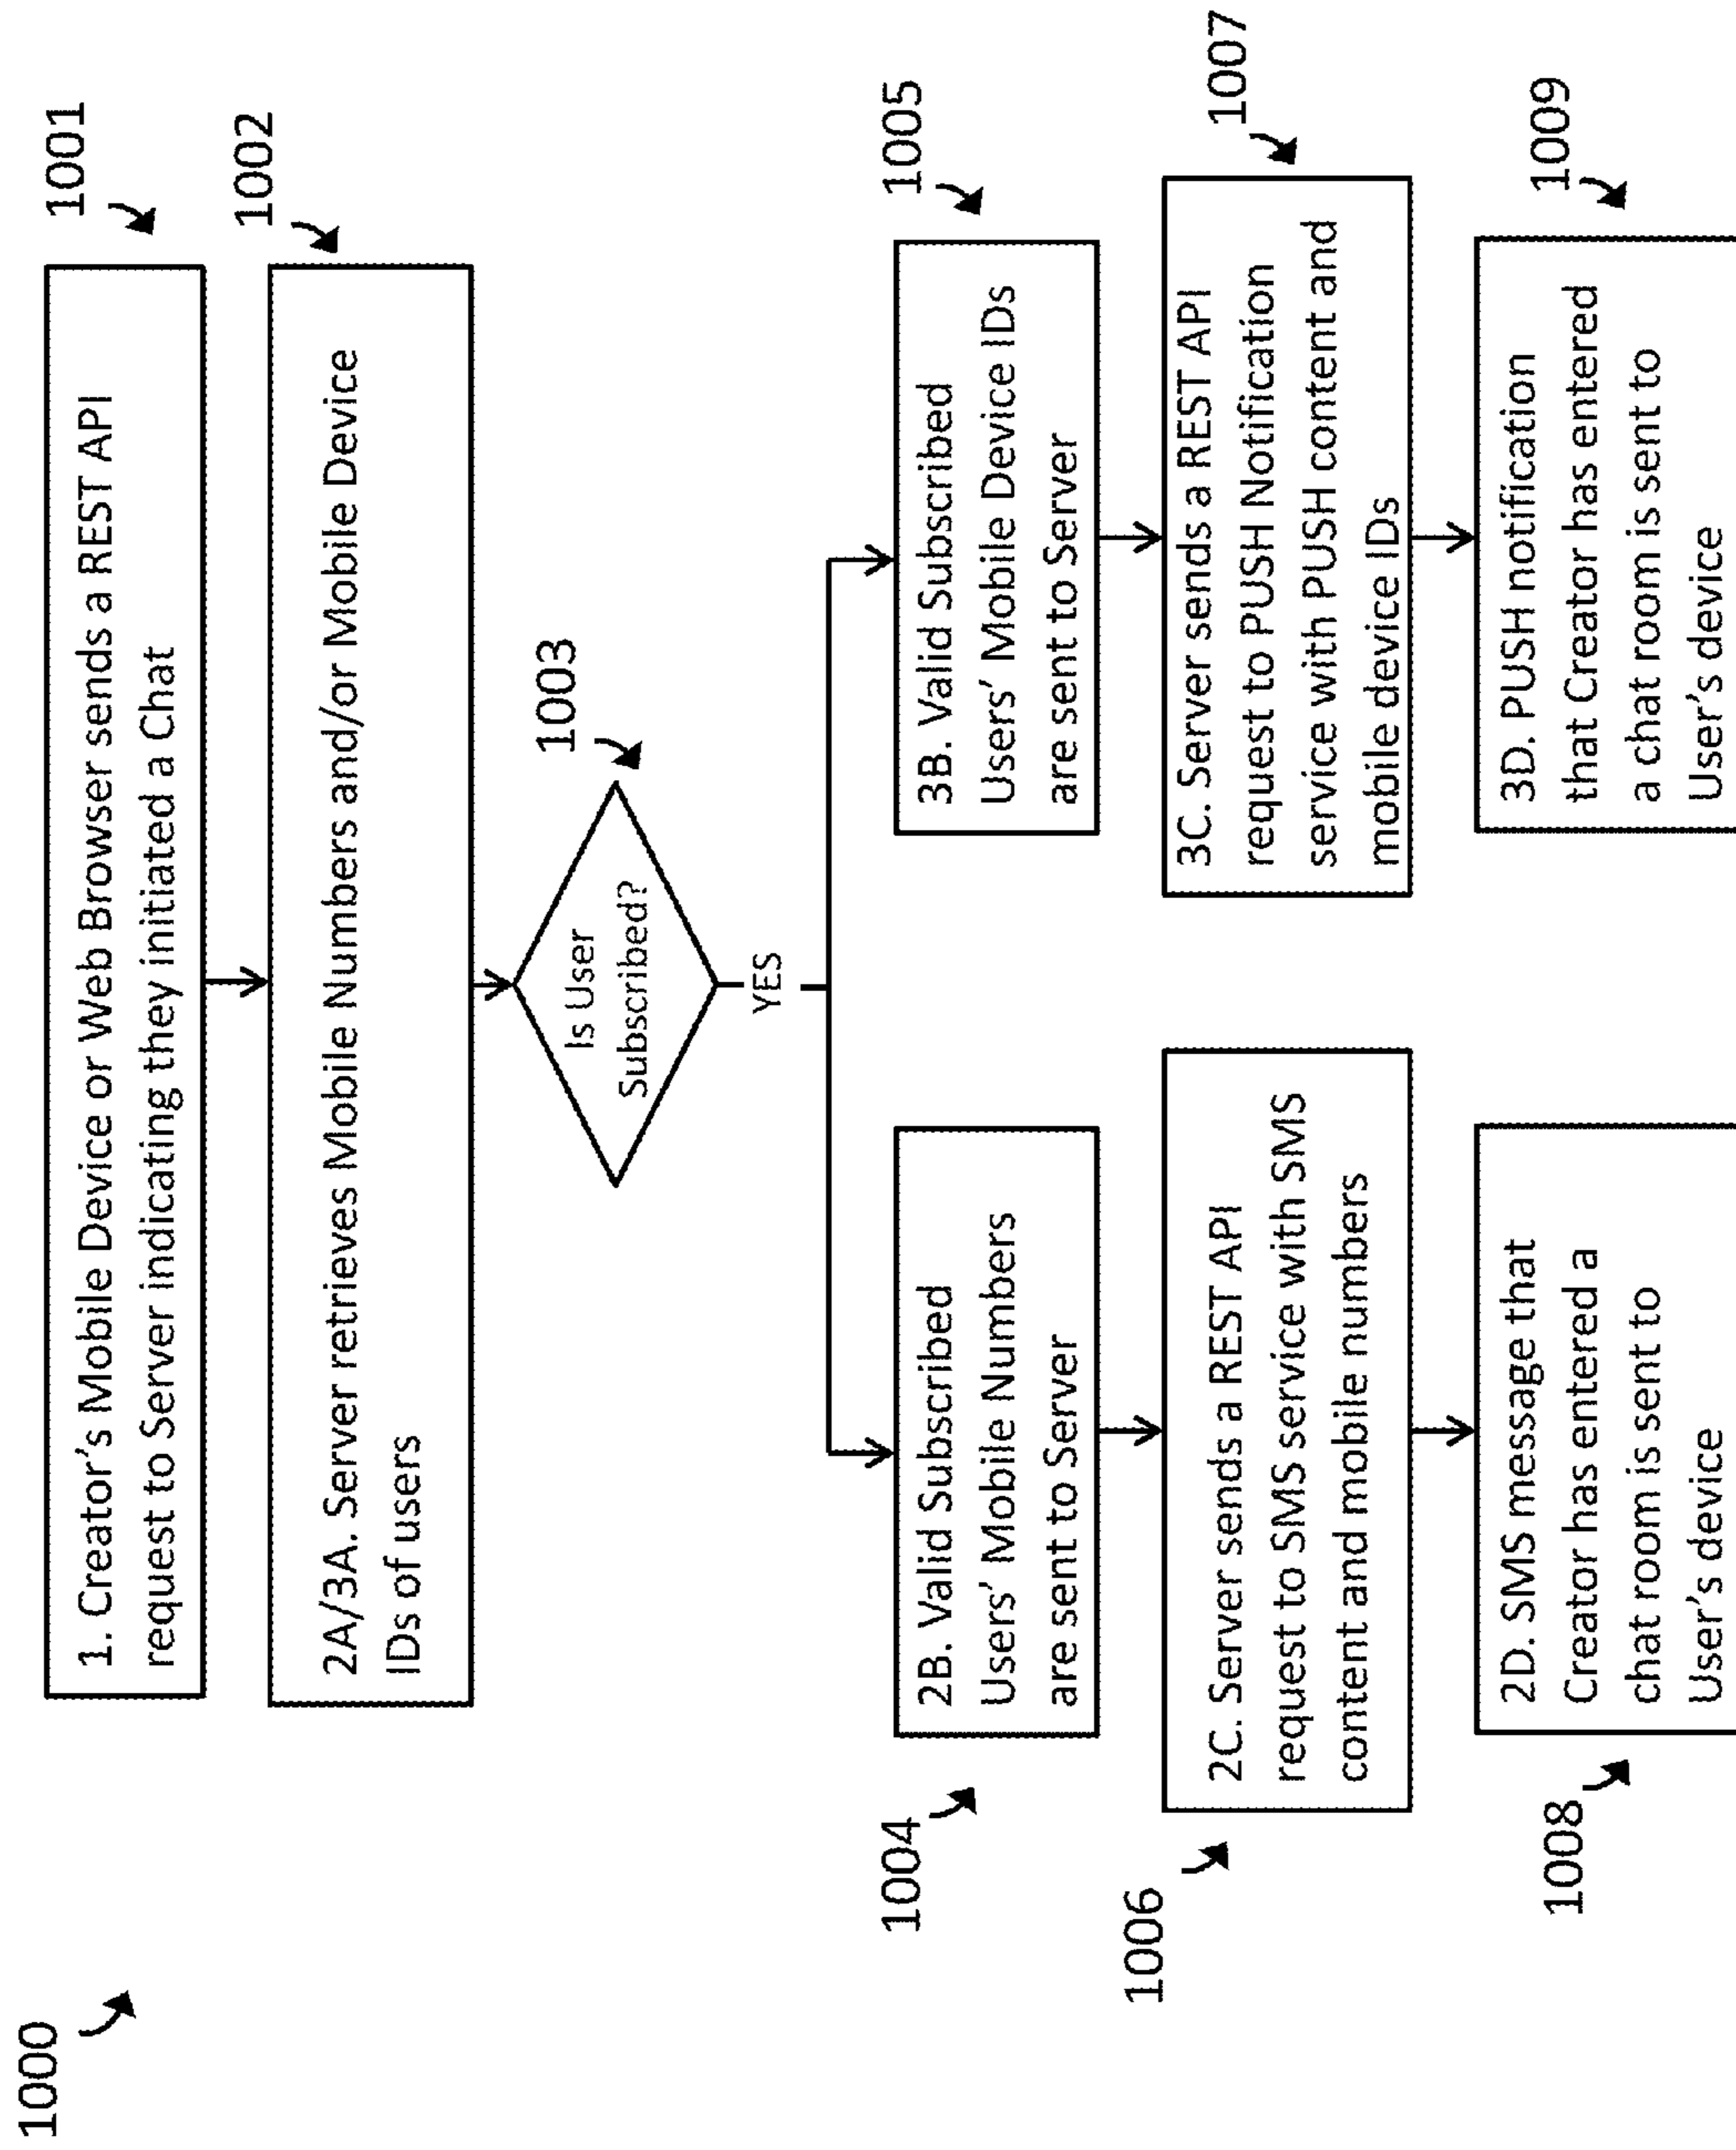 1000
1001
1. Creator's Mobile Device or Web Browser sends a REST API
request to Server indicating they initiated a Chat
1002
2A/3A. Server retrieves Mobile Numbers and/or Mobile Device
IDs of users
1003
Is User
Subscribed?
YES
1004
2B. Valid Subscribed
Users' Mobile Numbers
are sent to Server
1005
3B. Valid Subscribed
Users' Mobile Device IDs
are sent to Server
1006
2C. Server sends a REST API
request to SMS service with SMS
content and mobile numbers
1007
3C. Server sends a REST API
request to PUSH Notification
service with PUSH content and
mobile device IDs
1008
2D. SMS message that
Creator has entered a
chat room is sent to
User's device
1009
3D. PUSH notification
that Creator has entered
a chat room is sent to
User's device